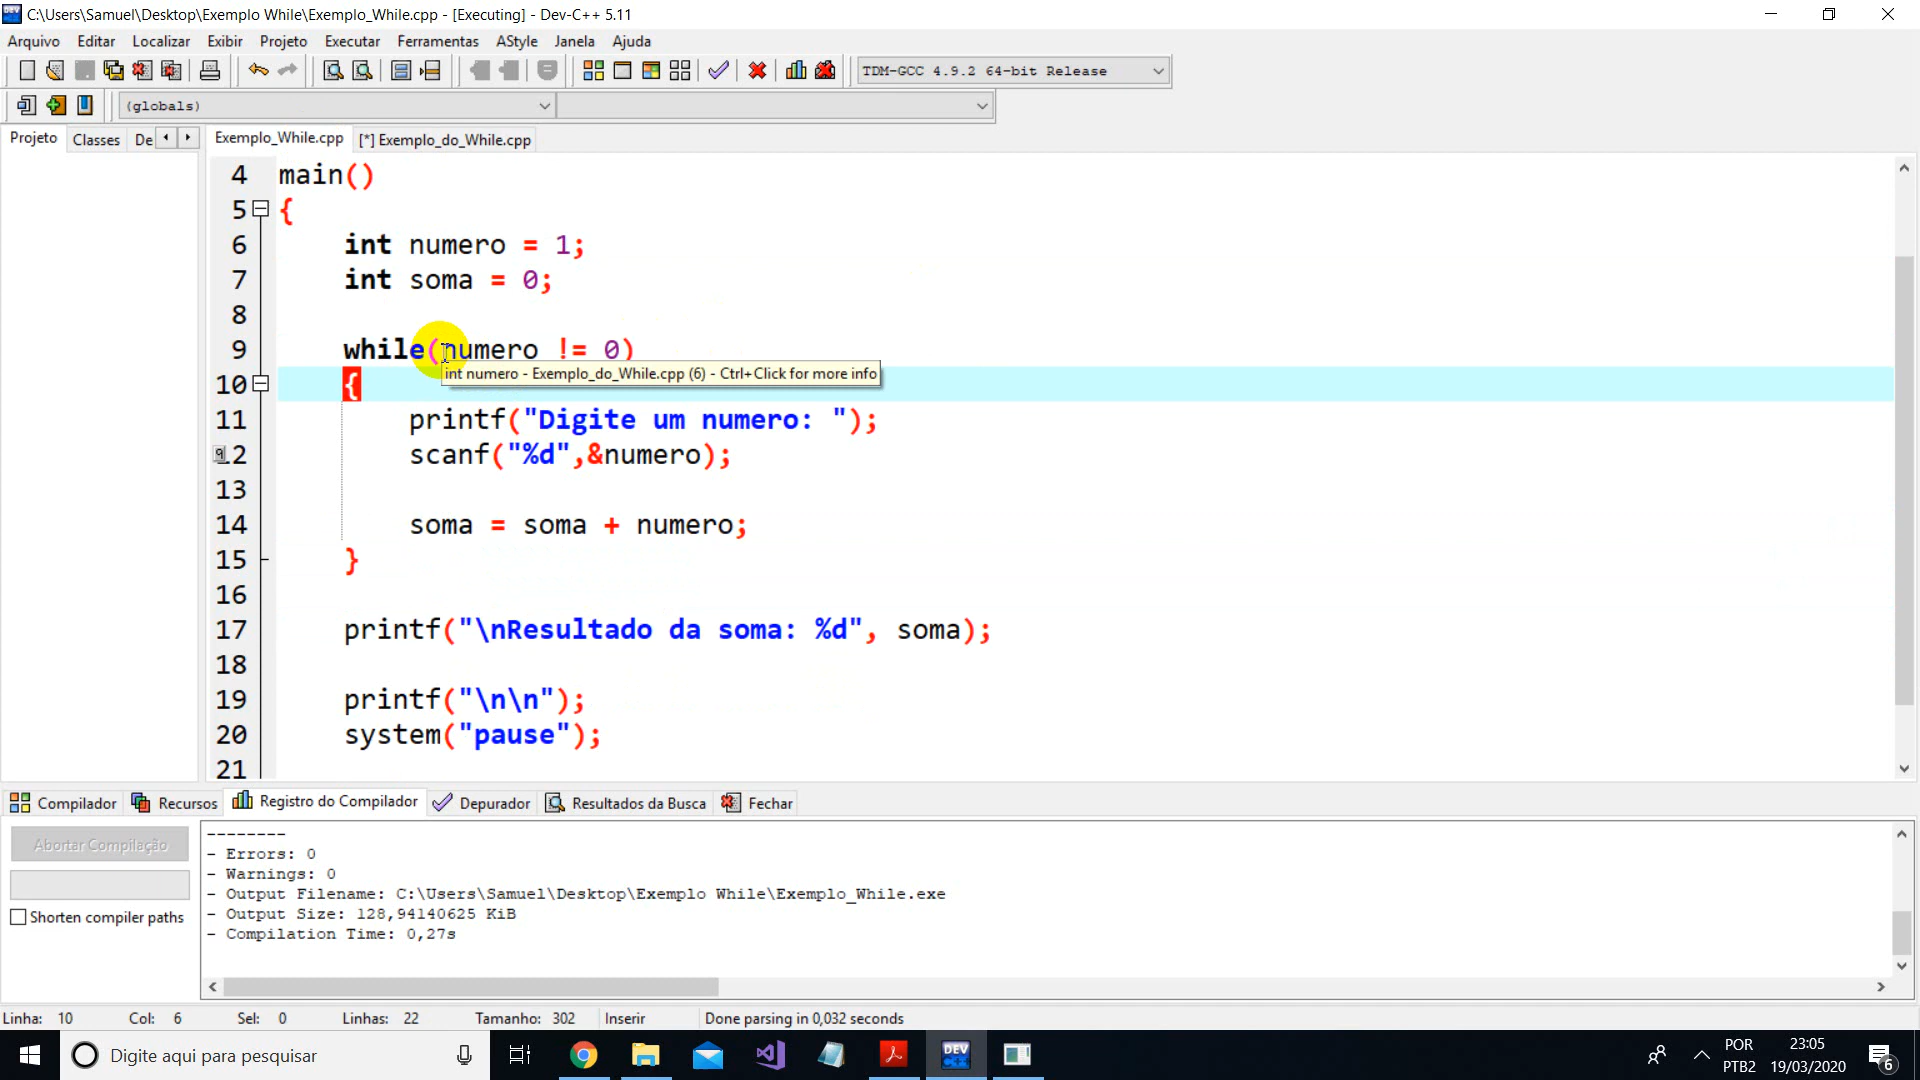 C:\Users\Samuel\Desktop\Exemplo While\Exemplo_While.cpp - [Executing] - Dev-C++ 5.11
Arquivo Editar Localizar Exibir Projeto Executar Ferramentas AStyle Janela Ajuda
TDM-GCC 4.9.2 64-bit Release
(globals)
Projeto Classes De Exemplo_While.cpp [*] Exemplo_do_While.cpp
4 main()
5 {
6 int numero = 1;
7 int soma = 0;
8
9 while(numero != 0)
int numero - Exemplo_do_While.cpp (6) - Ctrl+Click for more info
10 {
11 printf("Digite um numero: ");
12 scanf("%d",&numero);
13
14 soma = soma + numero;
15 }
16
17 printf("\nResultado da soma: %d", soma);
18
19 printf("\n\n");
20 system("pause");
21
Compilador Recursos Registro do Compilador Depurador Resultados da Busca Fechar
Abortar Compilação
Shorten compiler paths
--------
- Errors: 0
- Warnings: 0
- Output Filename: C:\Users\Samuel\Desktop\Exemplo While\Exemplo_While.exe
- Output Size: 128,94140625 KiB
- Compilation Time: 0,27s
Linha: 10 Col: 6 Sel: 0 Linhas: 22 Tamanho: 302 Inserir Done parsing in 0,032 seconds
Digite aqui para pesquisar
DEV C++
POR
PTB2
23:05
19/03/2020
6